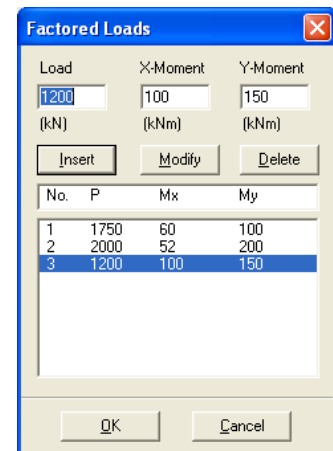 Factored Loads
Load X-Moment Y-Moment
1200 100 150
(kN) (kNm) (kNm)
Insert Modify Delete
No. P Mx My
1 1750 60 100
2 2000 52 200
3 1200 100 150
OK Cancel